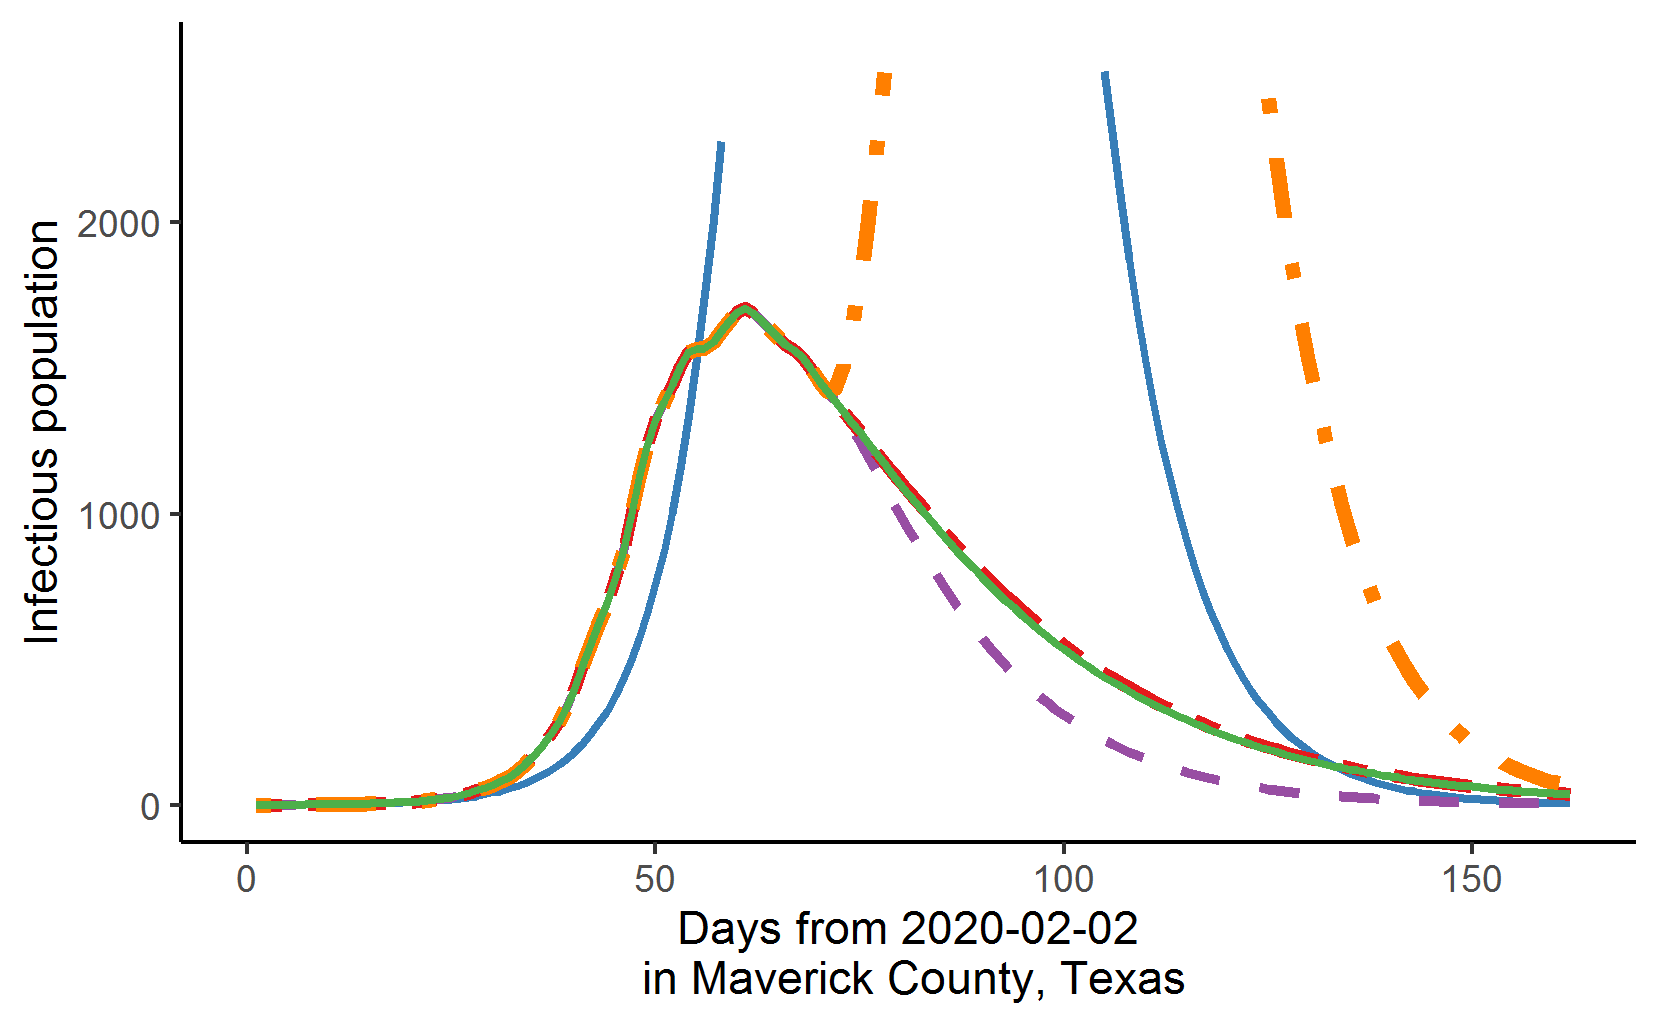 Infectious population
2000
1000
0
0 50 100 150
Days from 2020-02-02
in Maverick County, Texas